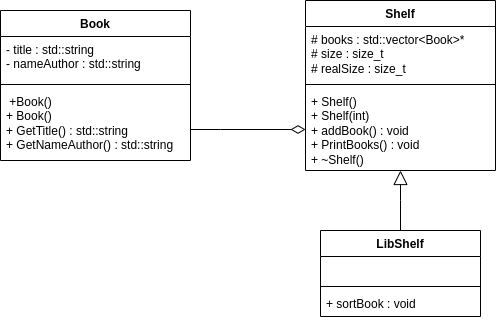 Book
- title : std::string
- nameAuthor : std::string
+Book()
+ Book()
+ GetTitle() : std::string
+ GetNameAuthor() : std::string
Shelf
# books : std::vector<Book>*
# size : size_t
# realSize : size_t
+ Shelf()
+ Shelf(int)
+ addBook() : void
+ PrintBooks() : void
+ ~Shelf()
LibShelf
+ sortBook : void